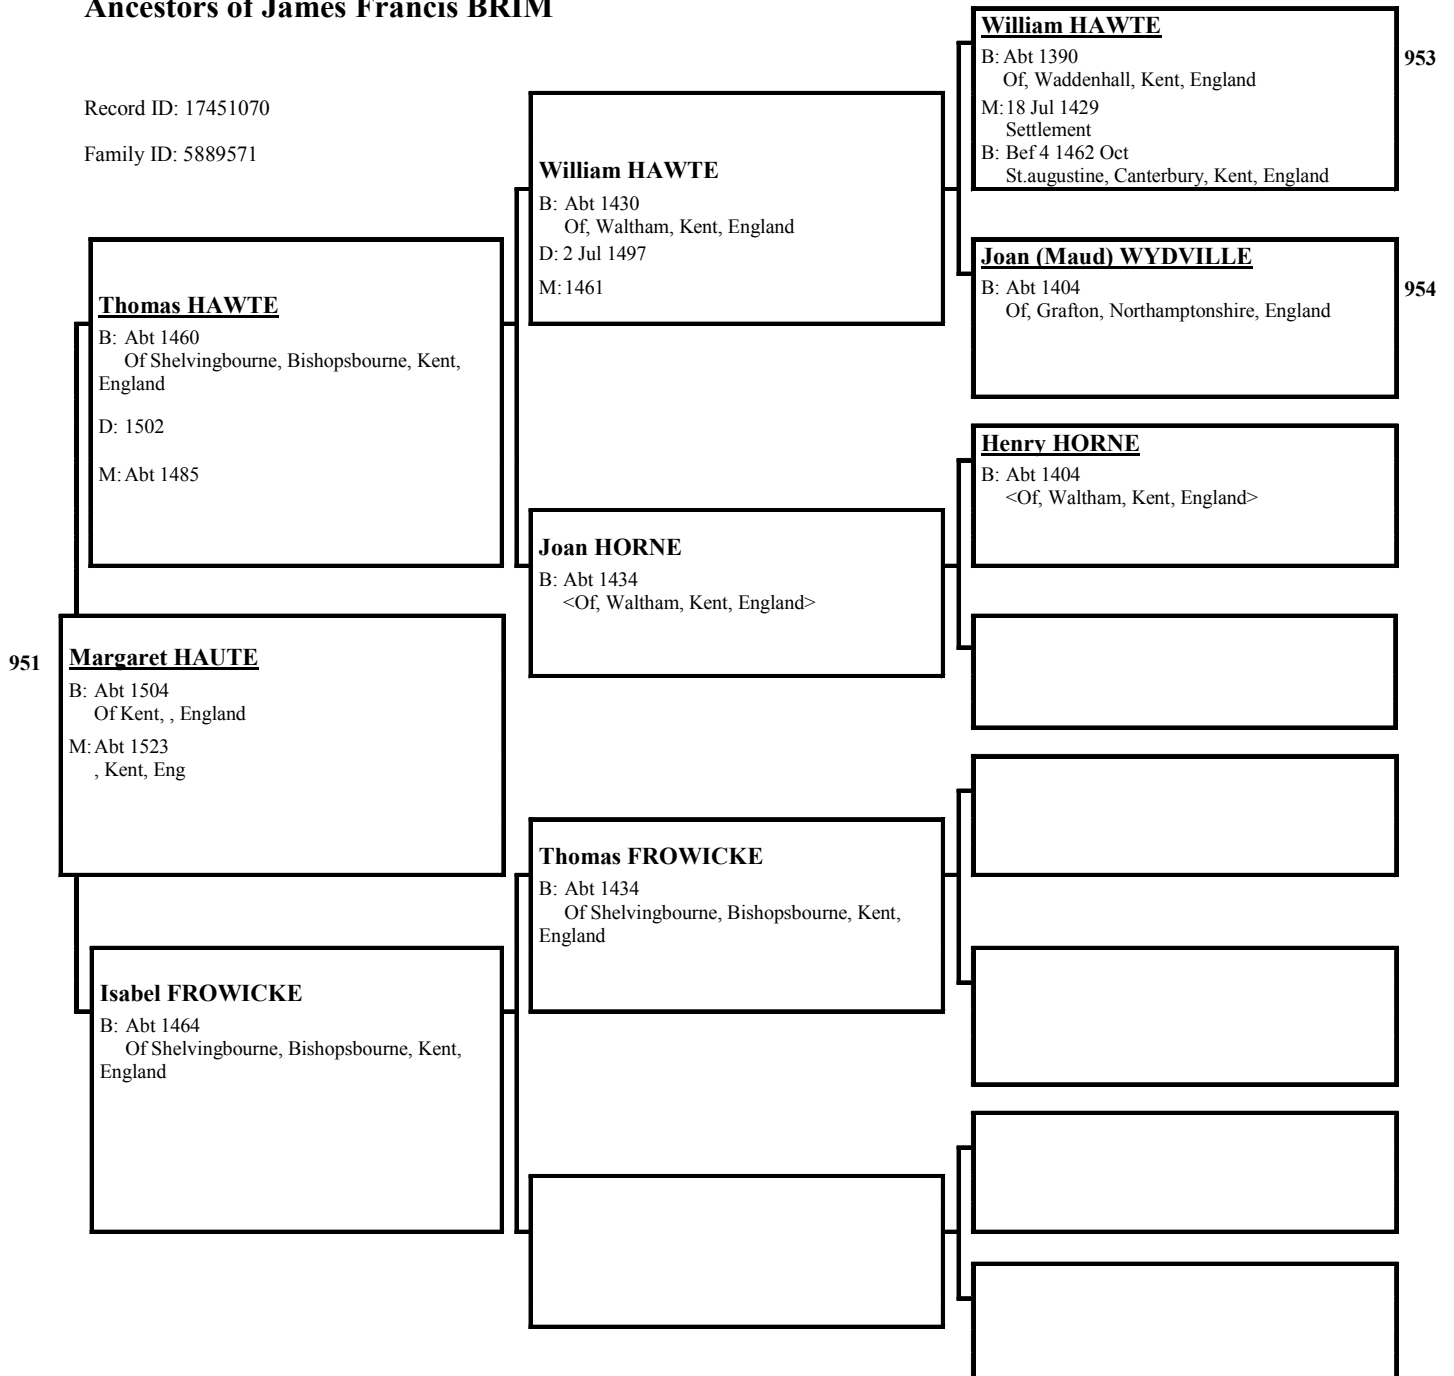 Ancestors of James Francis BRIM
Record ID: 17451070
Family ID: 5889571
951
Margaret HAUTE
B: Abt 1504
Of Kent, , England
M: Abt 1523
, Kent, Eng
Thomas HAWTE
B: Abt 1460
Of Shelvingbourne, Bishopsbourne, Kent,
England
D: 1502
M: Abt 1485
Isabel FROWICKE
B: Abt 1464
Of Shelvingbourne, Bishopsbourne, Kent,
England
William HAWTE
B: Abt 1430
Of, Waltham, Kent, England
D: 2 Jul 1497
M: 1461
Joan HORNE
B: Abt 1434
<Of, Waltham, Kent, England>
Thomas FROWICKE
B: Abt 1434
Of Shelvingbourne, Bishopsbourne, Kent,
England
William HAWTE
B: Abt 1390
Of, Waddenhall, Kent, England
M: 18 Jul 1429
Settlement
B: Bef 4 1462 Oct
St.augustine, Canterbury, Kent, England
953
Joan (Maud) WYDVILLE
B: Abt 1404
Of, Grafton, Northamptonshire, England
954
Henry HORNE
B: Abt 1404
<Of, Waltham, Kent, England>